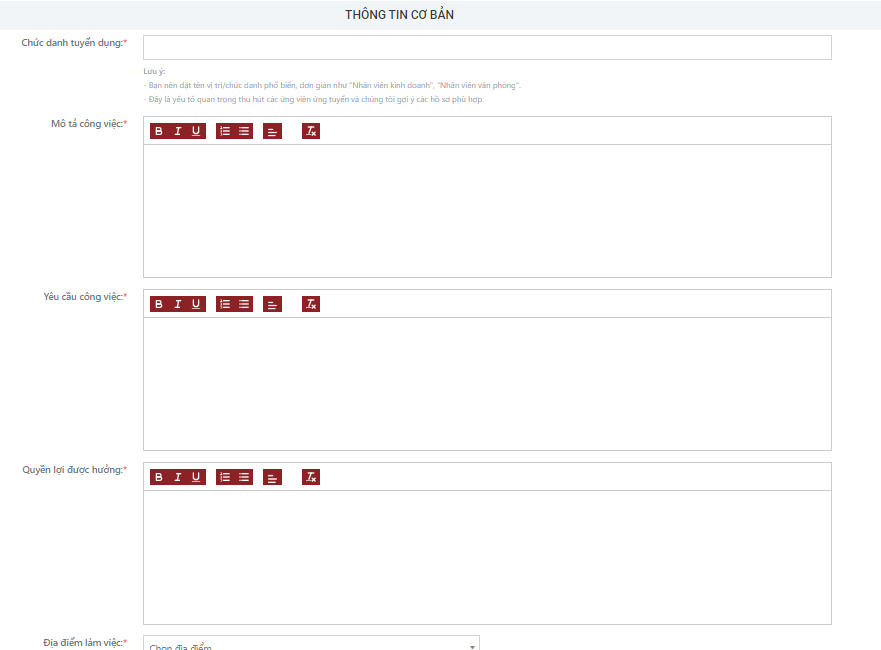 THÔNG TIN CƠ BẢN
Chức danh tuyển dụng:*
Lưu ý:
- Bạn nên đặt tên vị trí/chức danh phổ biến, đơn giản như "Nhân viên kinh doanh", "Nhân viên văn phòng".
- Đây là yếu tố quan trọng thu hút các ứng viên ứng tuyển và chúng tôi gợi ý các hồ sơ phù hợp.
Mô tả công việc:*
B I U
Yêu cầu công việc:*
B I U
Quyền lợi được hưởng:*
B I U
Địa điểm làm việc:*
Chọn địa điểm